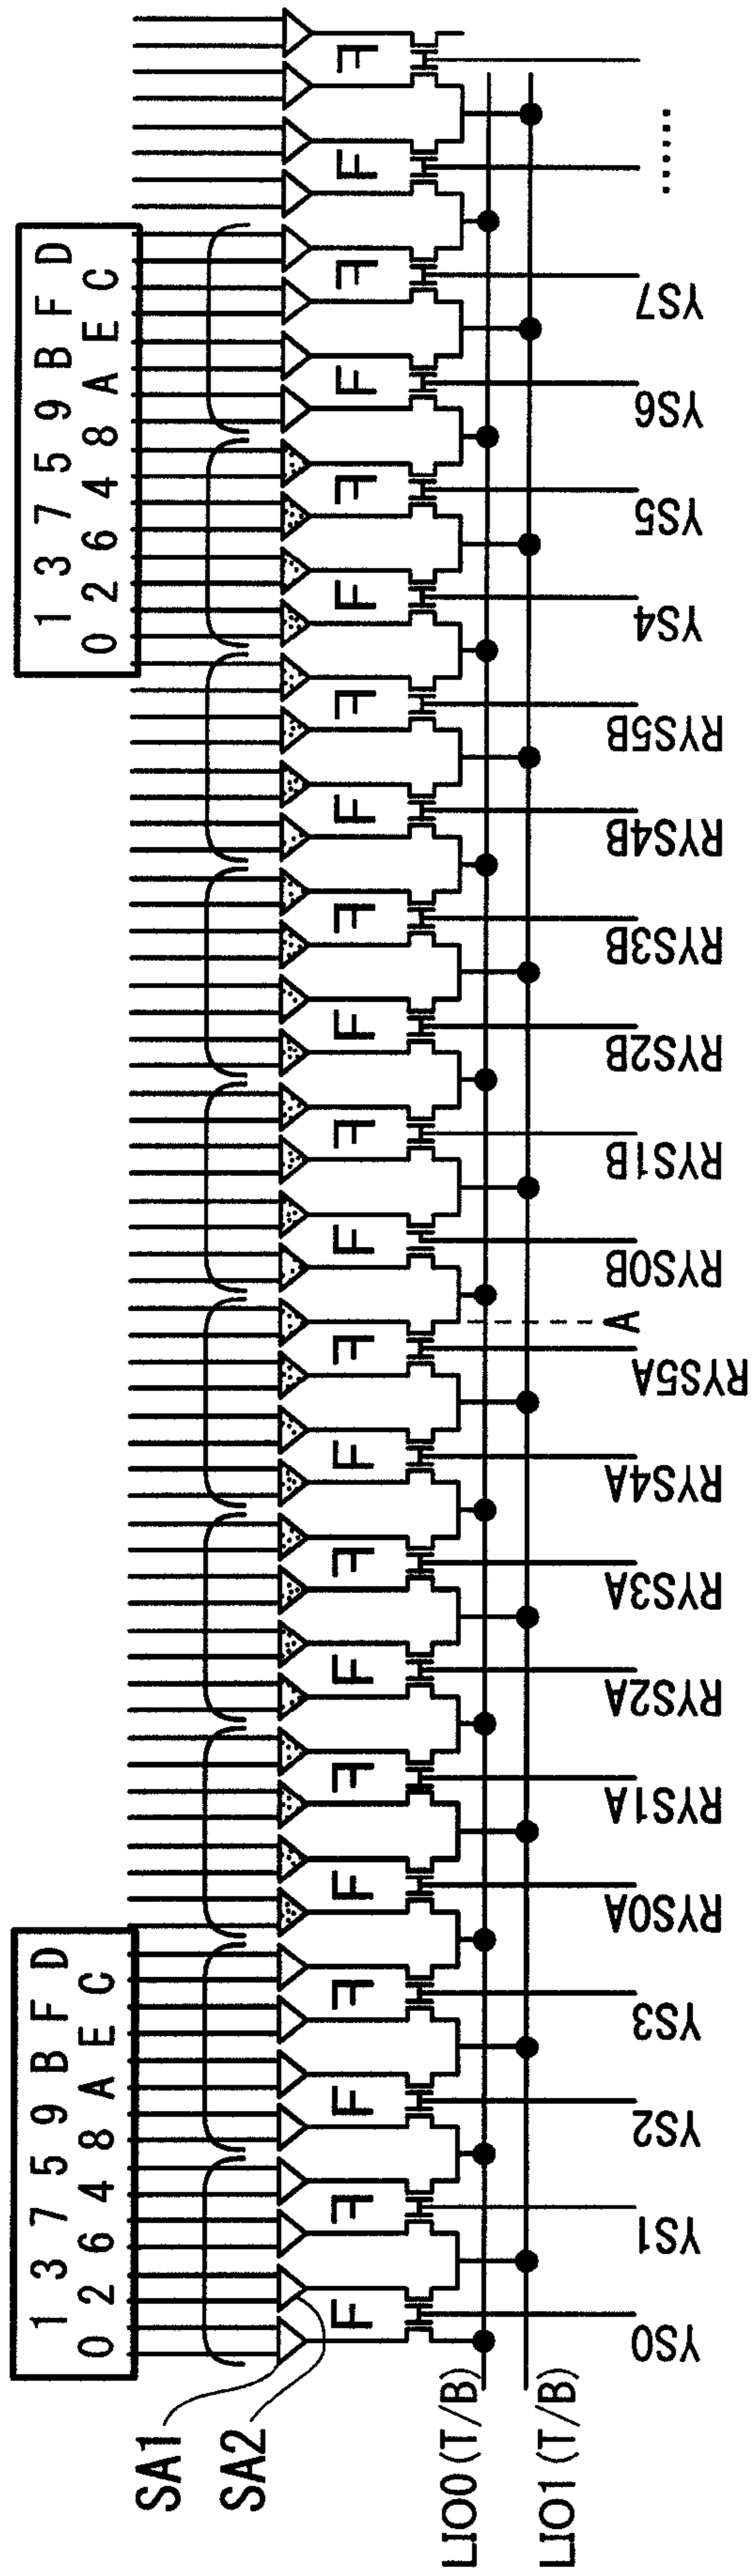 1 3 7 5 9 B F D
0 2 6 4 8 A E C
1 3 7 5 9 B F D
0 2 6 4 8 A E C
SA1
SA2
F F F F F F F F F F F F F F F F F F F F F F
LIO0 (T/B)
LIO1 (T/B)
YS0 YS1 YS2 YS3 RYS0A RYS1A RYS2A RYS3A RYS4A RYS5A A RYS0B RYS1B RYS2B RYS3B RYS4B RYS5B YS4 YS5 YS6 YS7 ......